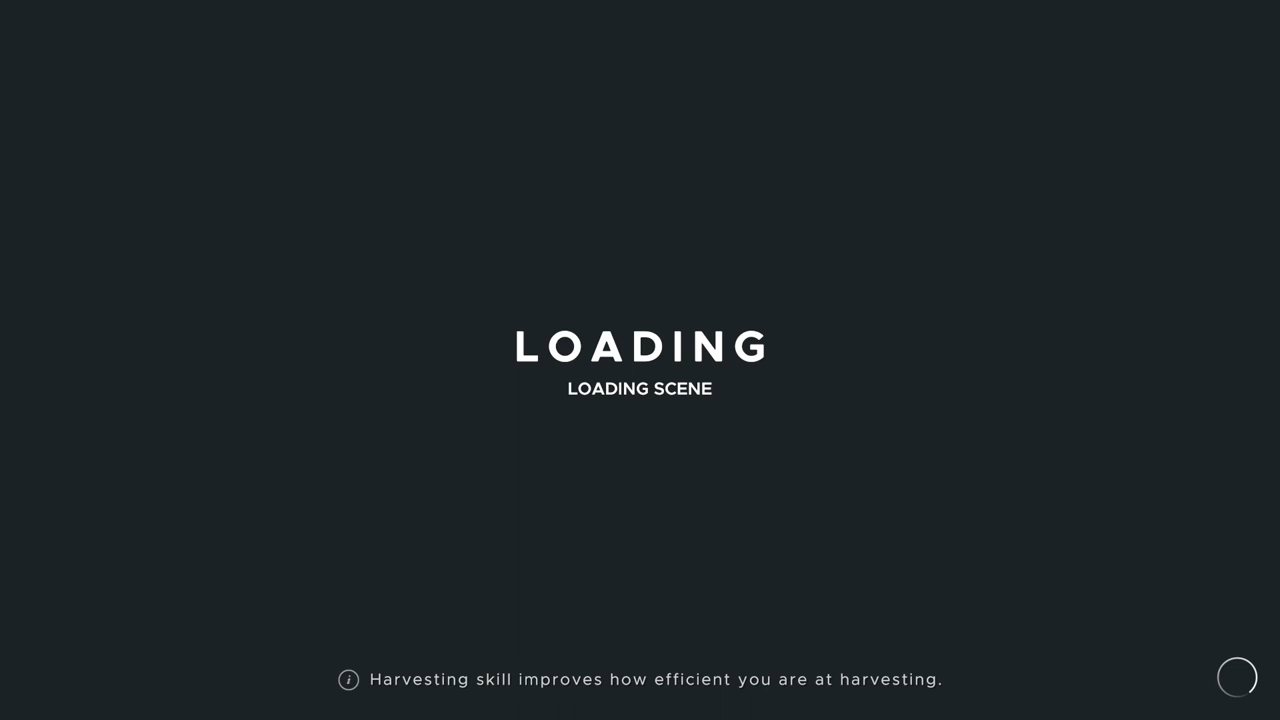 LOADING
LOADING SCENE
Harvesting skill improves how efficient you are at harvesting.